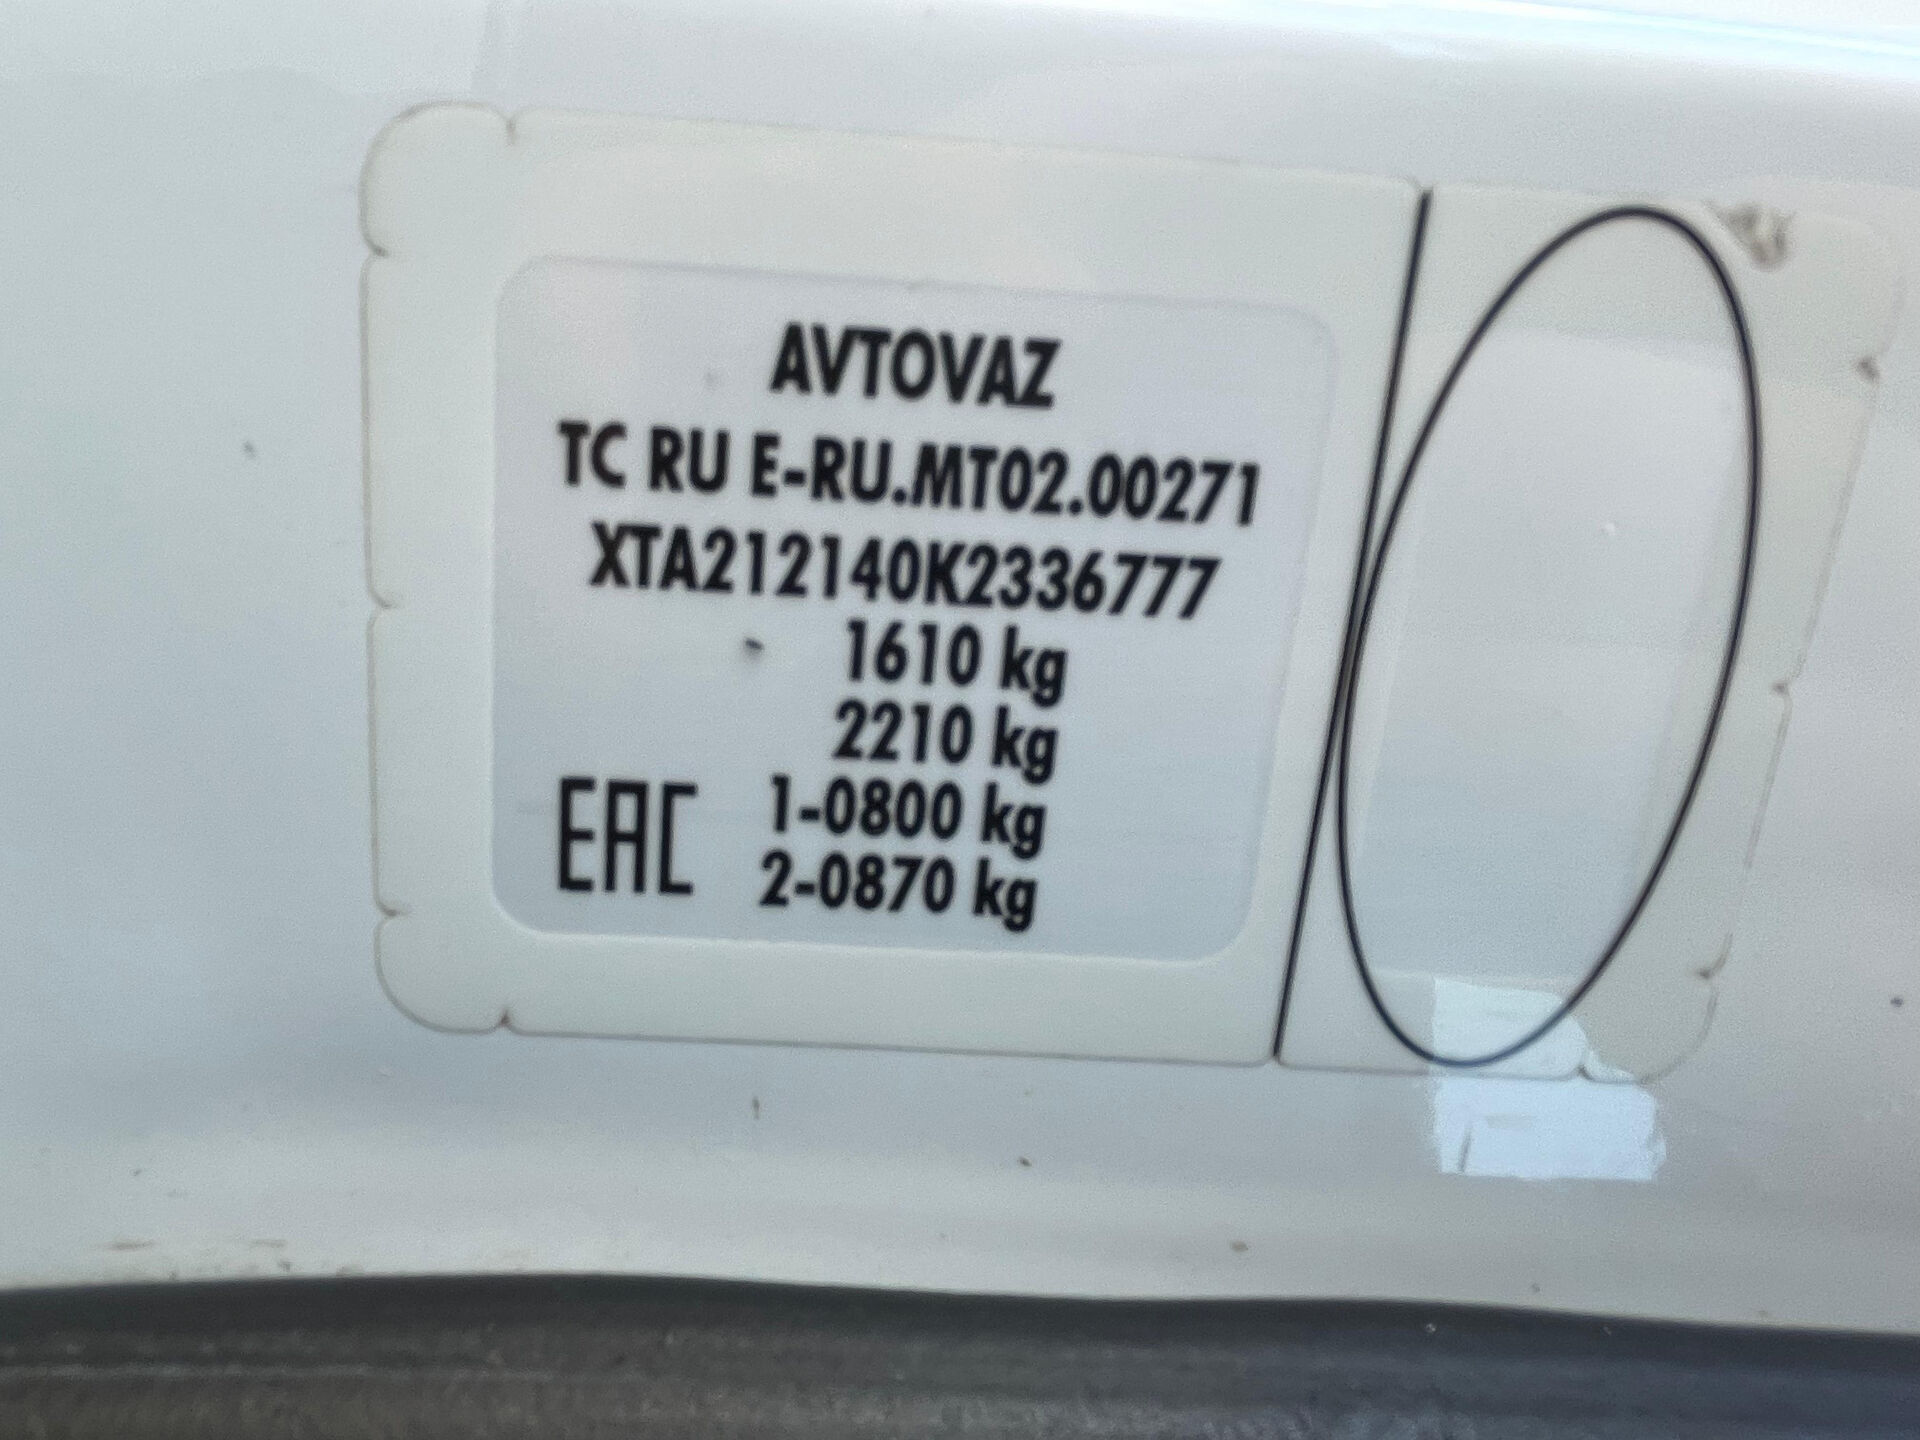 AVTOVAZ
TC RU E-RU.MT02.00271
XTA212140K2336777
1610 kg
2210 kg
1-0800 kg
2-0870 kg
EAC